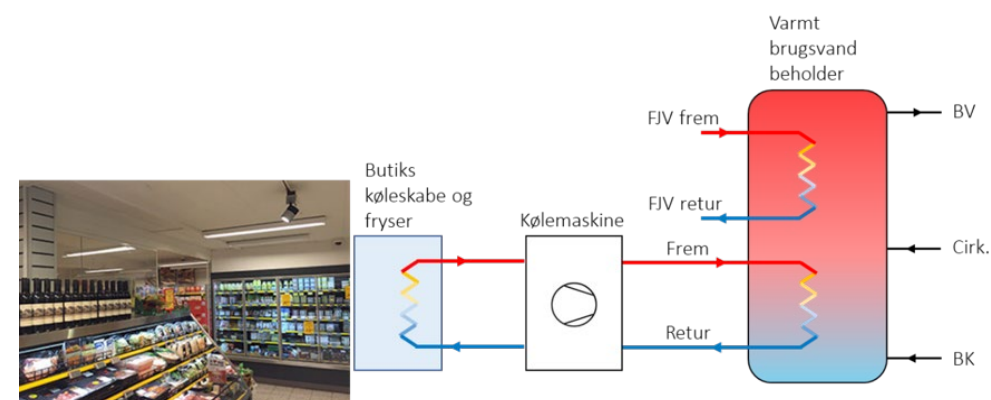 Varmt
brugsvand
beholder
FJV frem
BV
Butiks
køleskabe og
fryser
FJV retur
Kølemaskine
Frem
Cirk.
Retur
BK